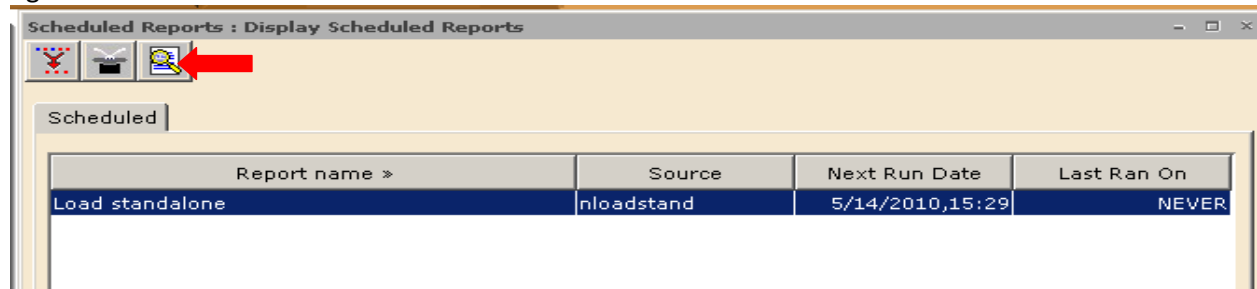 Scheduled Reports : Display Scheduled Reports
Scheduled
Report name » Source Next Run Date Last Ran On
Load standalone nloadstand 5/14/2010,15:29 NEVER